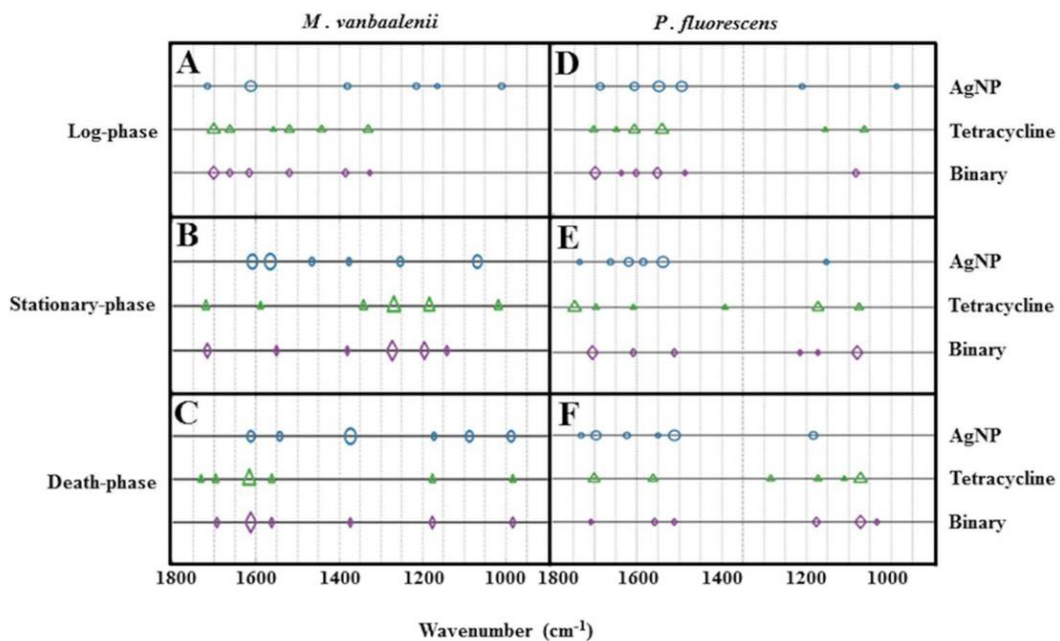 M . vanbaalenii P. fluorescens
A D AgNP
Log-phase Tetracycline
Binary
B E AgNP
Stationary-phase Tetracycline
Binary
C F AgNP
Death-phase Tetracycline
Binary
1800 1600 1400 1200 1000 1800 1600 1400 1200 1000
Wavenumber (cm-1)